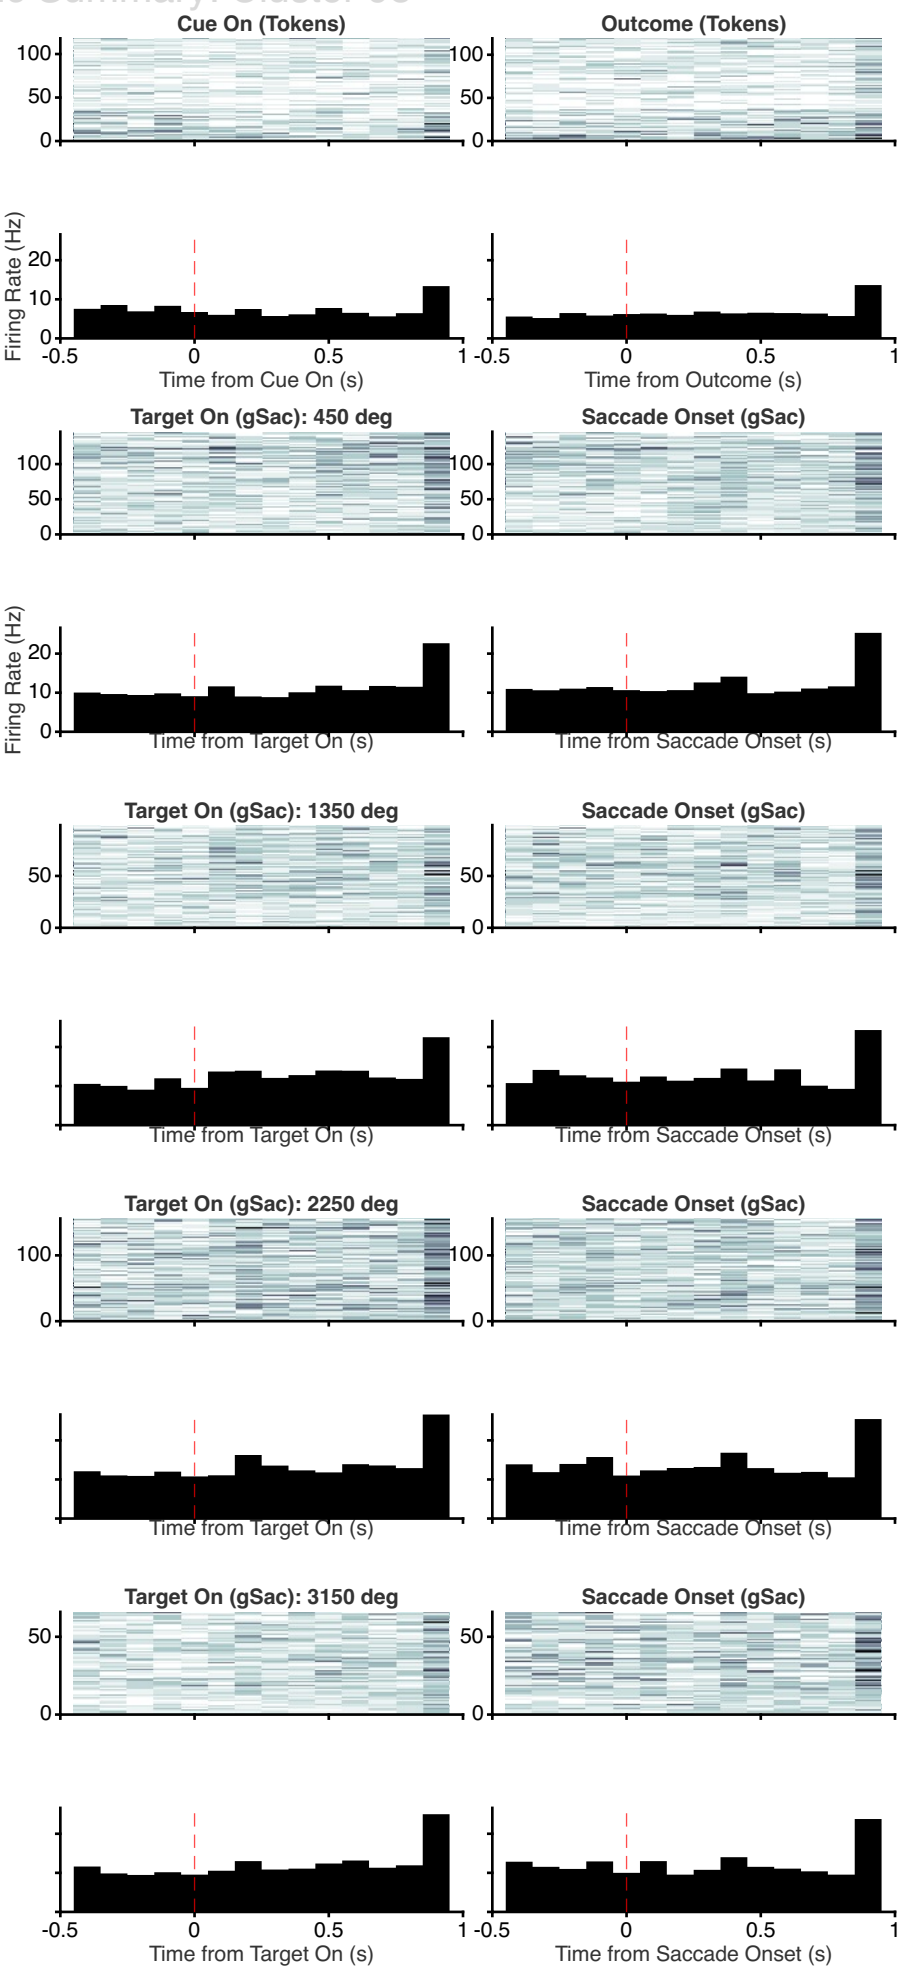 Summary: Cluster
Cue On (Tokens)
Outcome (Tokens)
100
50
0
100
50
0
Firing Rate (Hz)
20
10
0
-0.5 0 0.5 1
-0.5 0 0.5 1
Time from Cue On (s)
Time from Outcome (s)
Target On (gSac): 450 deg
Saccade Onset (gSac)
100
50
0
100
50
0
Firing Rate (Hz)
20
10
0
Time from Target On (s)
Time from Saccade Onset (s)
Target On (gSac): 1350 deg
Saccade Onset (gSac)
50
0
50
0
Time from Target On (s)
Time from Saccade Onset (s)
Target On (gSac): 2250 deg
Saccade Onset (gSac)
100
0
100
0
Time from Target On (s)
Time from Saccade Onset (s)
Target On (gSac): 3150 deg
Saccade Onset (gSac)
50
0
50
0
-0.5 0 0.5 1
-0.5 0 0.5 1
Time from Target On (s)
Time from Saccade Onset (s)